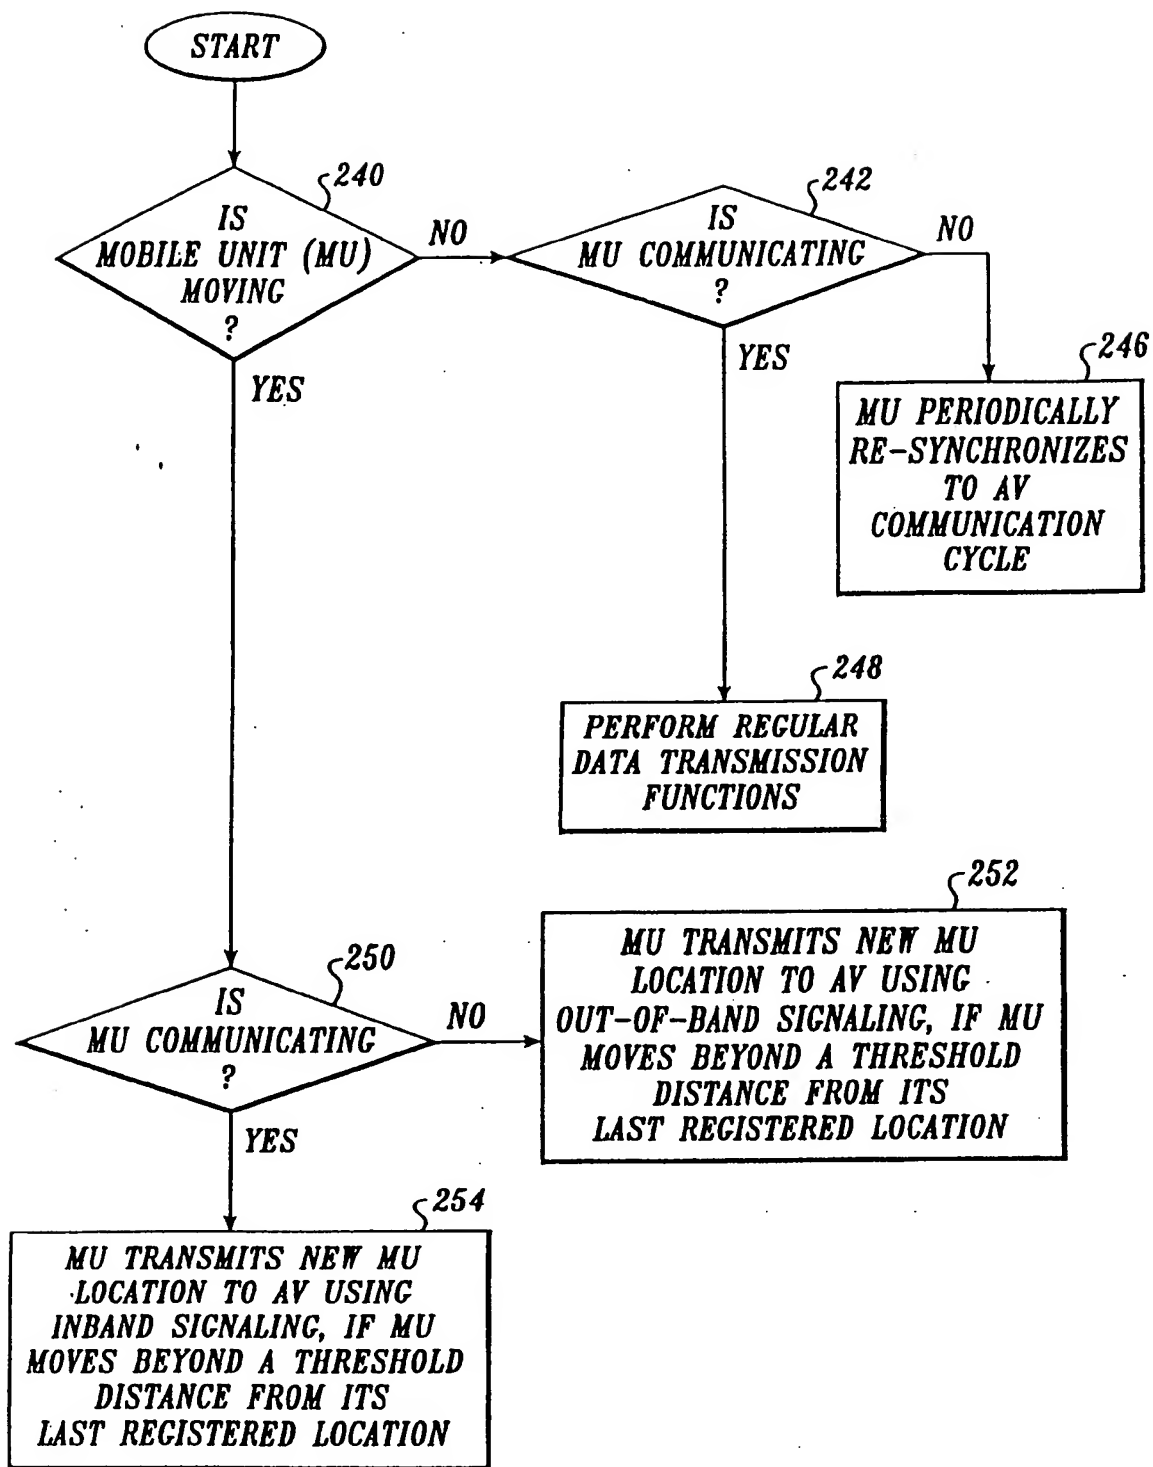 START
240
IS
MOBILE UNIT (MU)
MOVING
?
NO
YES
242
IS
MU COMMUNICATING
?
NO
YES
246
MU PERIODICALLY
RE-SYNCHRONIZES
TO AV
COMMUNICATION
CYCLE
248
PERFORM REGULAR
DATA TRANSMISSION
FUNCTIONS
250
IS
MU COMMUNICATING
?
NO
YES
252
MU TRANSMITS NEW MU
LOCATION TO AV USING
OUT-OF-BAND SIGNALING, IF MU
MOVES BEYOND A THRESHOLD
DISTANCE FROM ITS
LAST REGISTERED LOCATION
254
MU TRANSMITS NEW MU
LOCATION TO AV USING
INBAND SIGNALING, IF MU
MOVES BEYOND A THRESHOLD
DISTANCE FROM ITS
LAST REGISTERED LOCATION